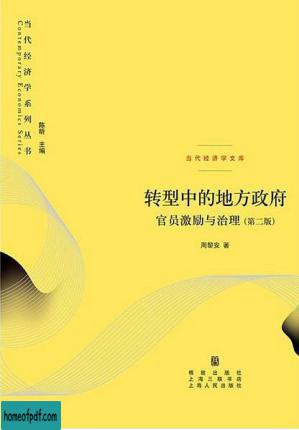 当代经济学系列丛书
Contemporary Economics Series
陈昕 主编
当代经济学文库
转型中的地方政府
官员激励与治理(第二版)
周黎安 著
格致出版社
上海三联书店
上海人民出版社
www.homeofpdf.com